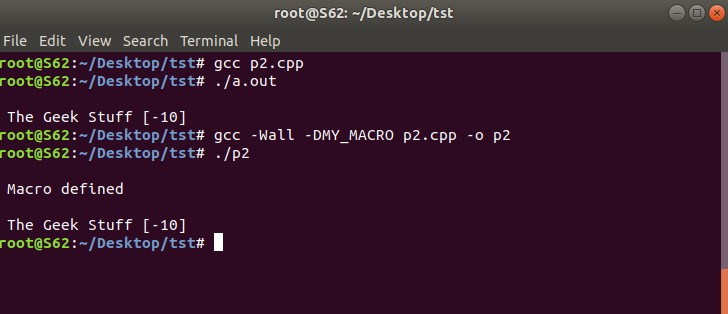 root@S62: ~/Desktop/tst
File Edit View Search Terminal Help
root@S62:~/Desktop/tst# gcc p2.cpp
root@S62:~/Desktop/tst# ./a.out
The Geek Stuff [-10]
root@S62:~/Desktop/tst# gcc -Wall -DMY_MACRO p2.cpp -o p2
root@S62:~/Desktop/tst# ./p2
Macro defined
The Geek Stuff [-10]
root@S62:~/Desktop/tst#